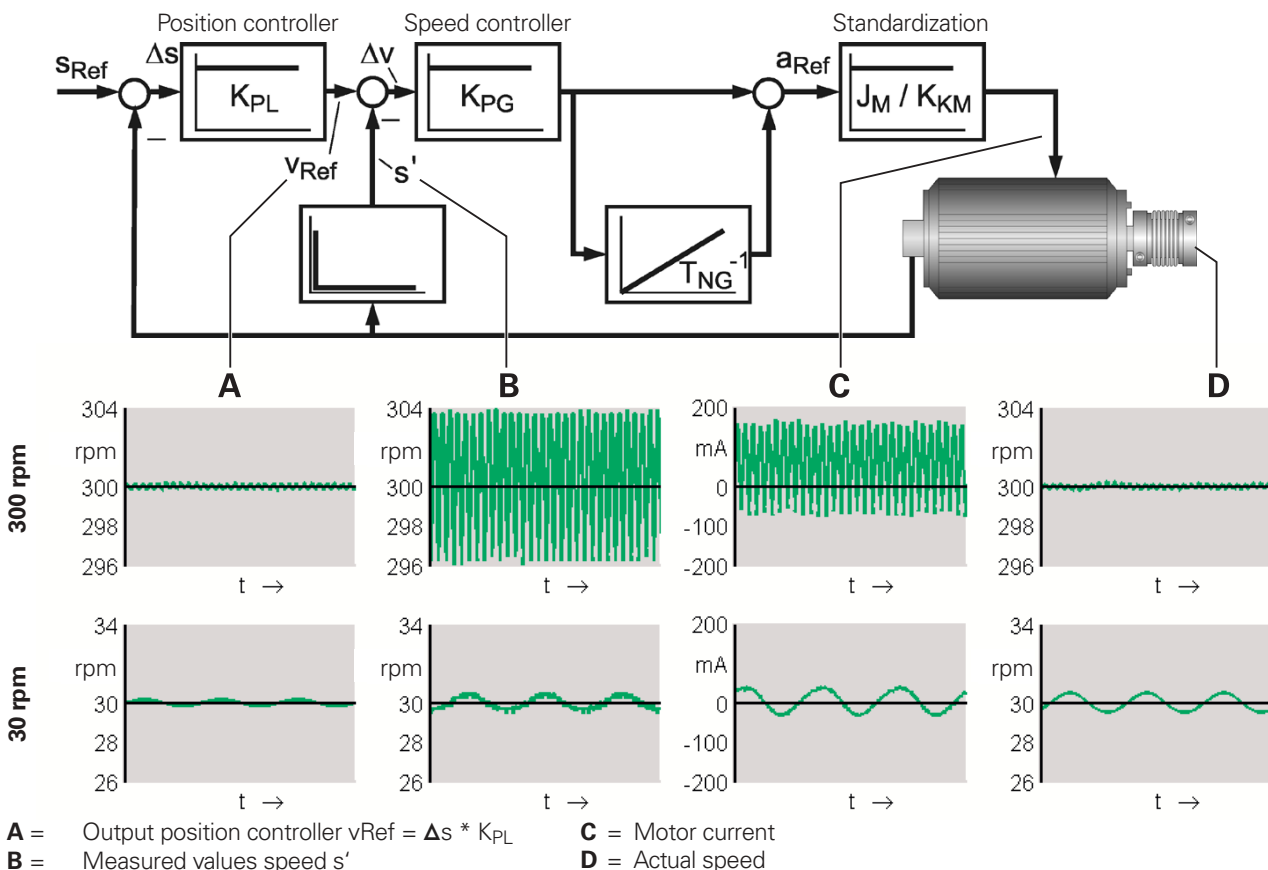 Position controller
Speed controller
Standardization
sRef
Δs
KPL
vRef
Δv
KPG
s'
TNG-1
aRef
JM / KKM
A
B
C
D
300 rpm
304
rpm
300
298
296
t →
304
rpm
300
298
296
t →
200
mA
0
-100
-200
t →
304
rpm
300
298
296
t →
30 rpm
34
rpm
30
28
26
t →
34
rpm
30
28
26
t →
200
mA
0
-100
-200
t →
34
rpm
30
28
26
t →
A = Output position controller vRef = Δs * KPL
B = Measured values speed s‘
C = Motor current
D = Actual speed